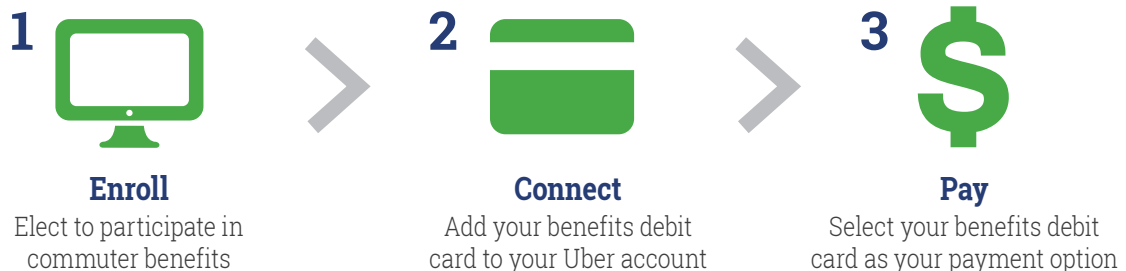 1
Enroll
Elect to participate in
commuter benefits
2
Connect
Add your benefits debit
card to your Uber account
3
$
Pay
Select your benefits debit
card as your payment option